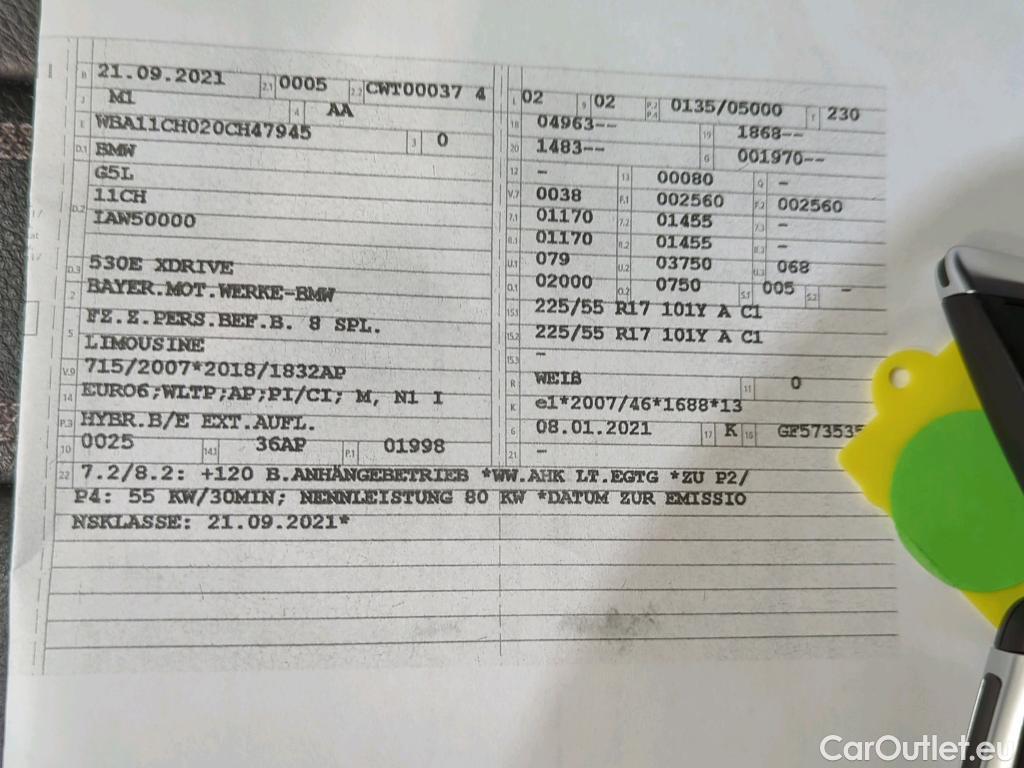 B 21.09.2021 2.1 0005 2.2 CWT00037 4
J M1 4 AA
E WBA11CH020CH47945 3 0
D.1 BMW
G5L
D.2 11CH
IAW50000
D.3 530E XDRIVE
2 BAYER.MOT.WERKE-BMW
5 FZ.Z.PERS.BEF.B. 8 SPL.
LIMOUSINE
V.9 715/2007*2018/1832AP
14 EURO6;WLTP;AP;PI/CI; M, N1 I
P.3 HYBR.B/E EXT.AUFL.
10 0025 14.1 36AP P.1 01998
L 02 9 02 P.2 P.4 0135/05000 T 230
18 04963-- 19 1868--
20 1483-- G 001970--
12 - 13 00080 Q -
V.7 0038 F.1 002560 F.2 002560
7.1 01170 7.2 01455 7.3 -
8.1 01170 8.2 01455 8.3 -
U.1 079 U.2 03750 U.3 068
O.1 02000 O.2 0750 S.1 005 S.2 -
15.1 225/55 R17 101Y A C1
15.2 225/55 R17 101Y A C1
15.3 -
R WEIß 11 0
K e1*2007/46*1688*13
6 08.01.2021 17 K 16 GF573535
21 -
22 7.2/8.2: +120 B.ANHÄNGEBETRIEB *WW.AHK LT.EGTG *ZU P2/
P4: 55 KW/30MIN; NENNLEISTUNG 80 KW *DATUM ZUR EMISSIO
NSKLASSE: 21.09.2021*
CarOutlet.eu